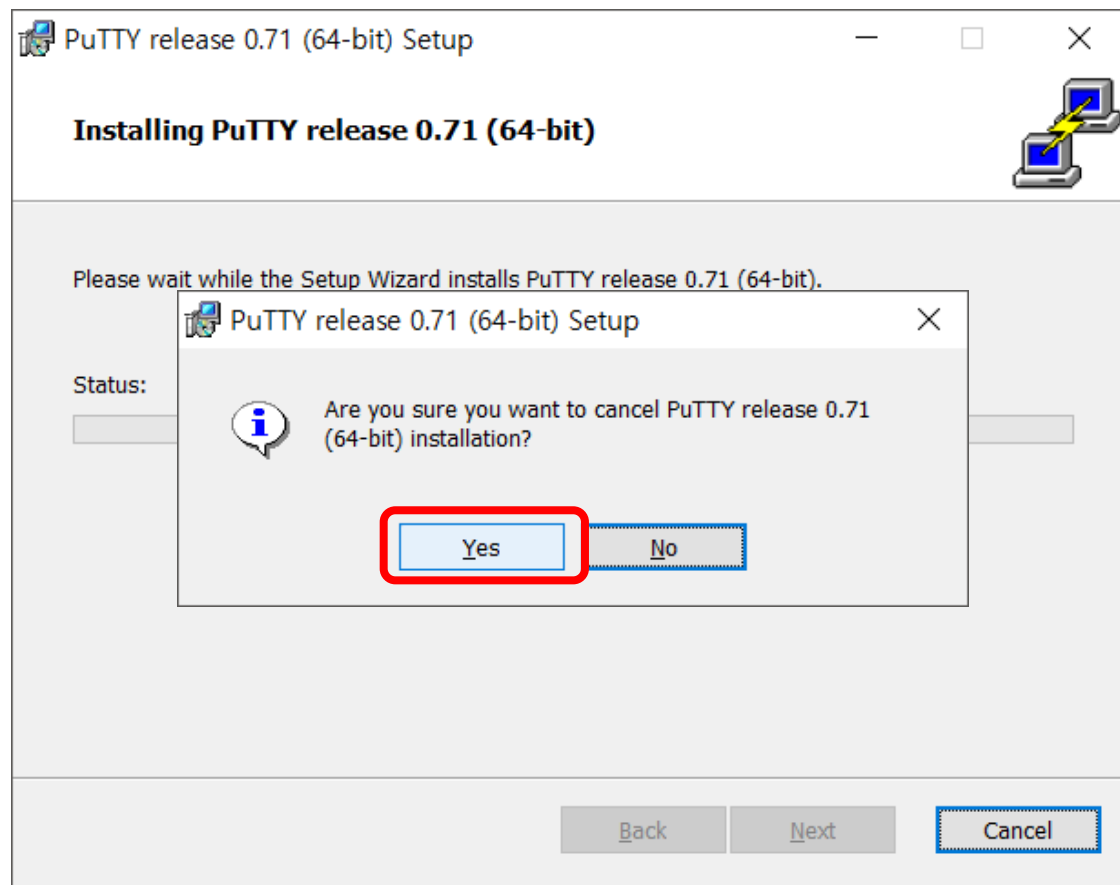 PuTTY release 0.71 (64-bit) Setup
Installing PuTTY release 0.71 (64-bit)
Please wait while the Setup Wizard installs PuTTY release 0.71 (64-bit).
PuTTY release 0.71 (64-bit) Setup
Status:
Are you sure you want to cancel PuTTY release 0.71
(64-bit) installation?
Yes No
Back Next Cancel